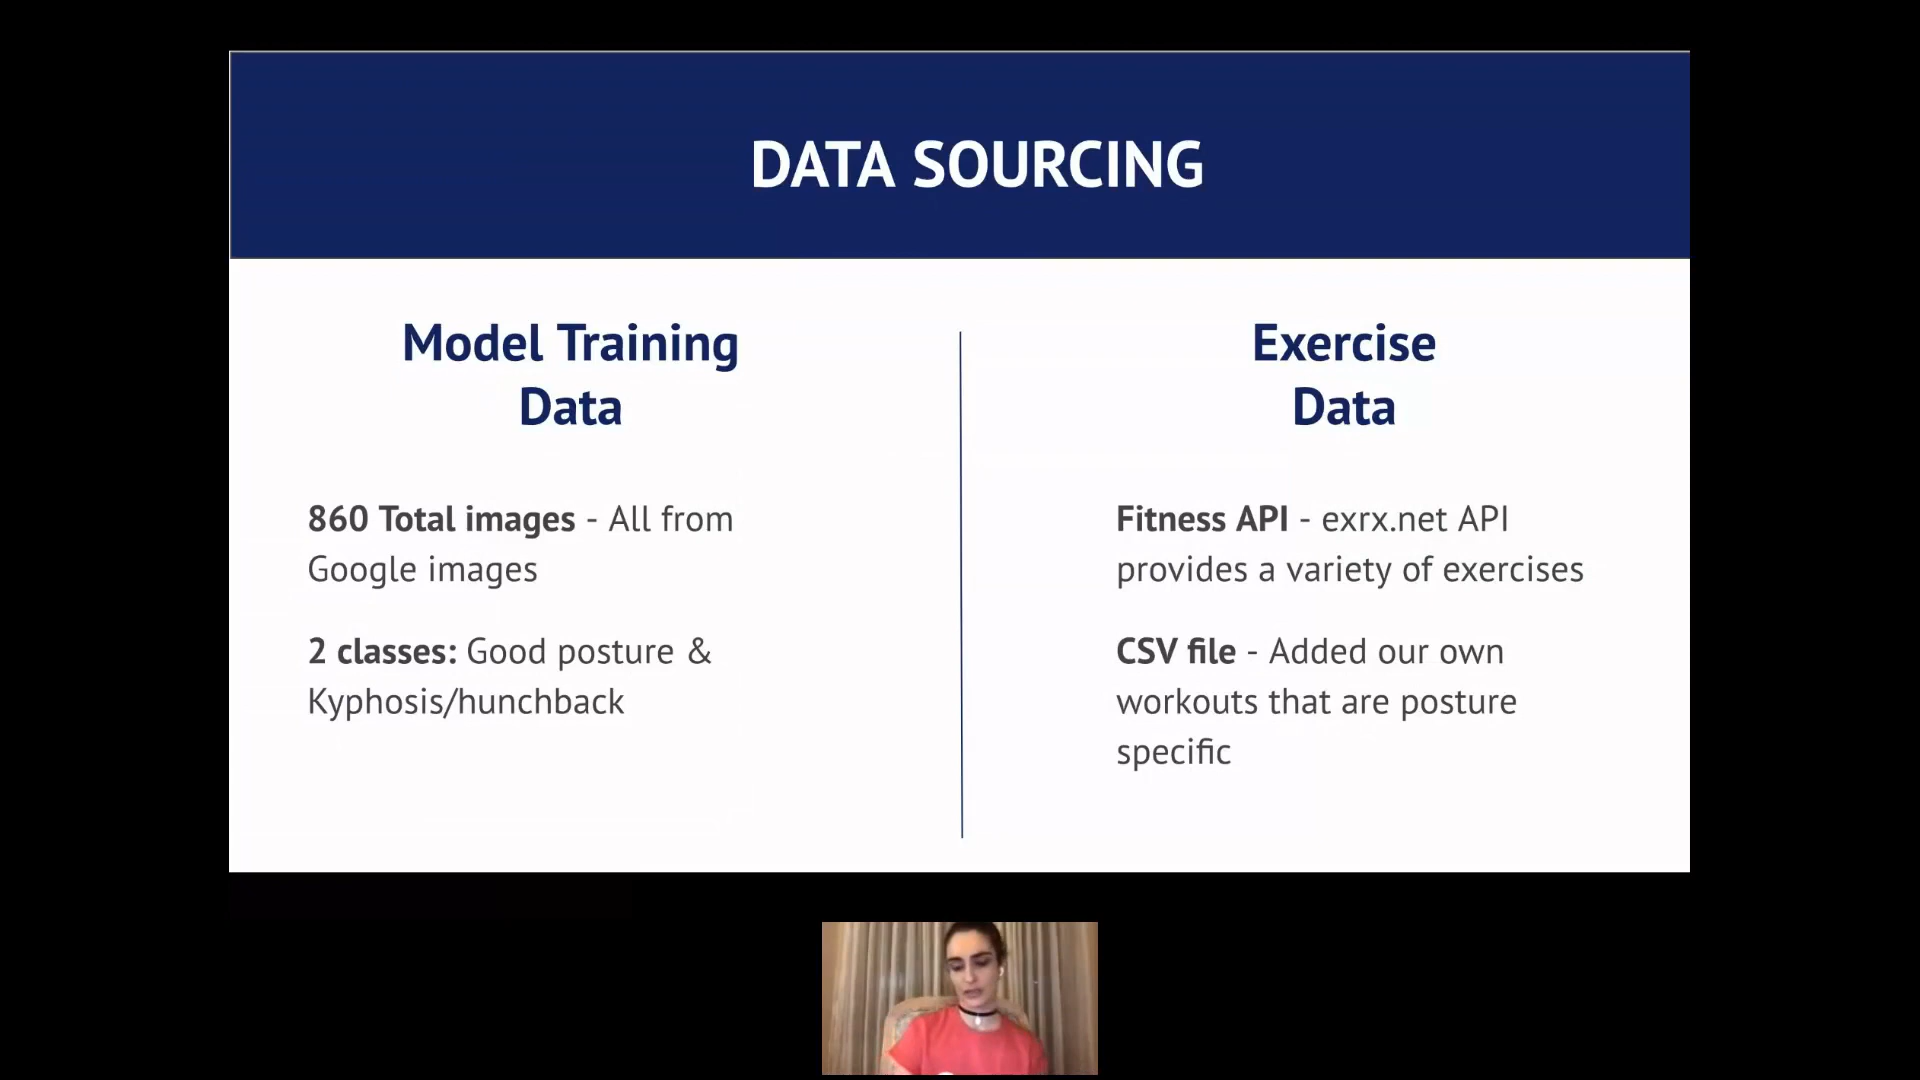 DATA SOURCING
Model Training
Data
860 Total images - All from
Google images
2 classes: Good posture &
Kyphosis/hunchback
Exercise
Data
Fitness API - exrx.net API
provides a variety of exercises
CSV file - Added our own
workouts that are posture
specific